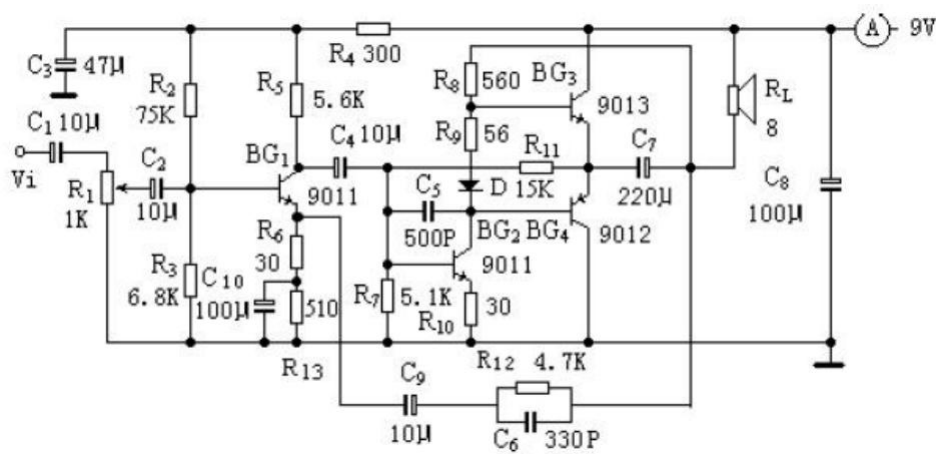 A
9V
R4 300
C3
47μ
R2
75K
R5
5.6K
R8
560
BG3
9013
RL
8
C1 10μ
Vi
R1
1K
C2
10μ
BG1
9011
C4 10μ
R9
56
R11
15K
D
C7
220μ
C8
100μ
C5
500P
BG2
9011
BG4
9012
R3
6.8K
C10
100μ
R6
30
510
R13
R7
5.1K
R10
30
R12 4.7K
C9
10μ
C6
330P